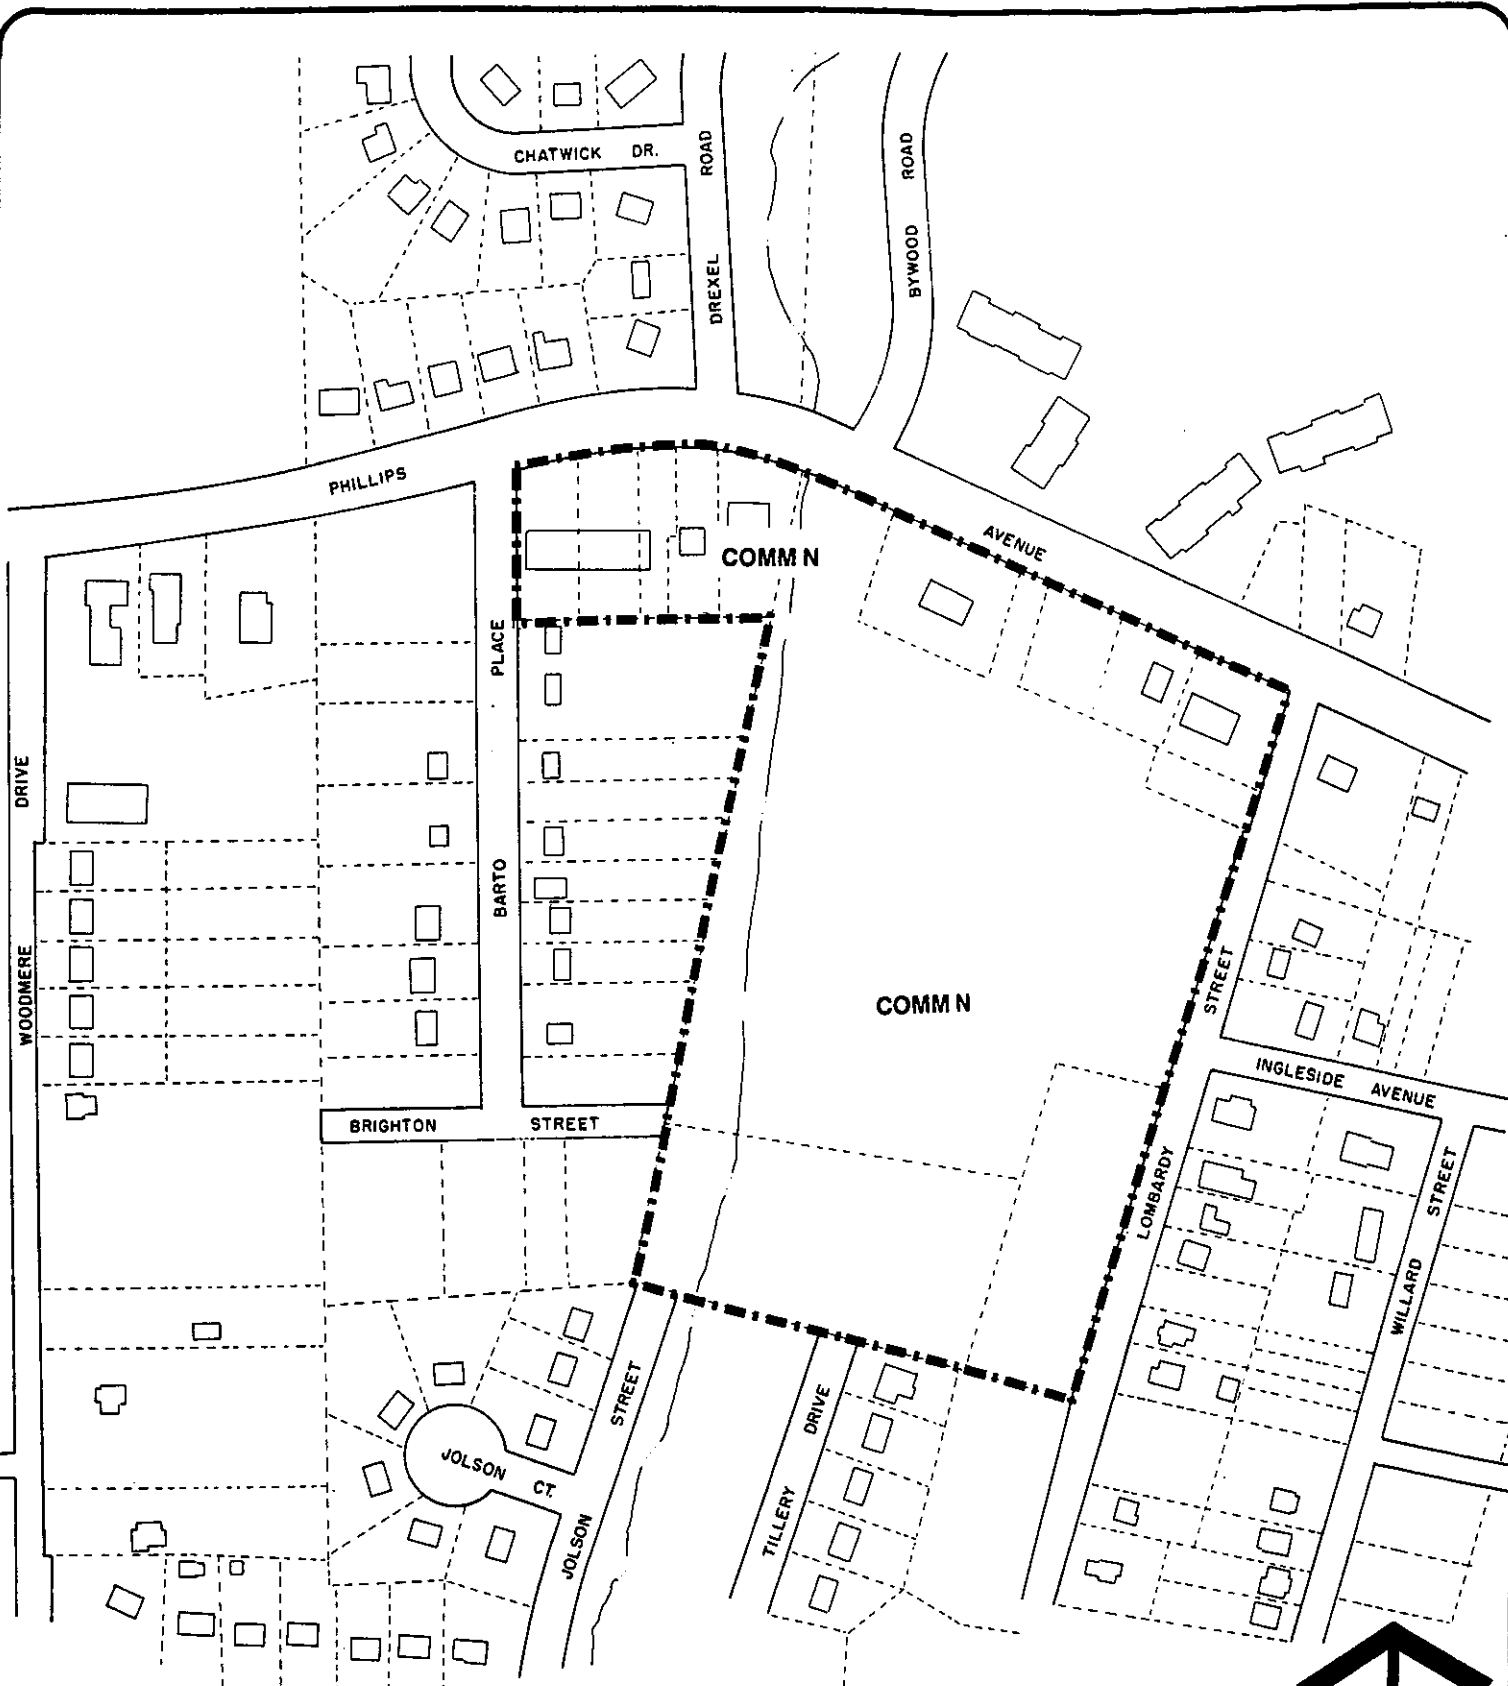 CHATWICK DR.
ROAD
DREXEL
ROAD
BYWOOD
PHILLIPS
AVENUE
COMM N
PLACE
BARTO
DRIVE
WOODMERE
COMM N
STREET
LOMBARDY
INGLESIDE AVENUE
BRIGHTON STREET
STREET
WILLARD
STREET
JOLSON
JOLSON CT.
DRIVE
TILLERY